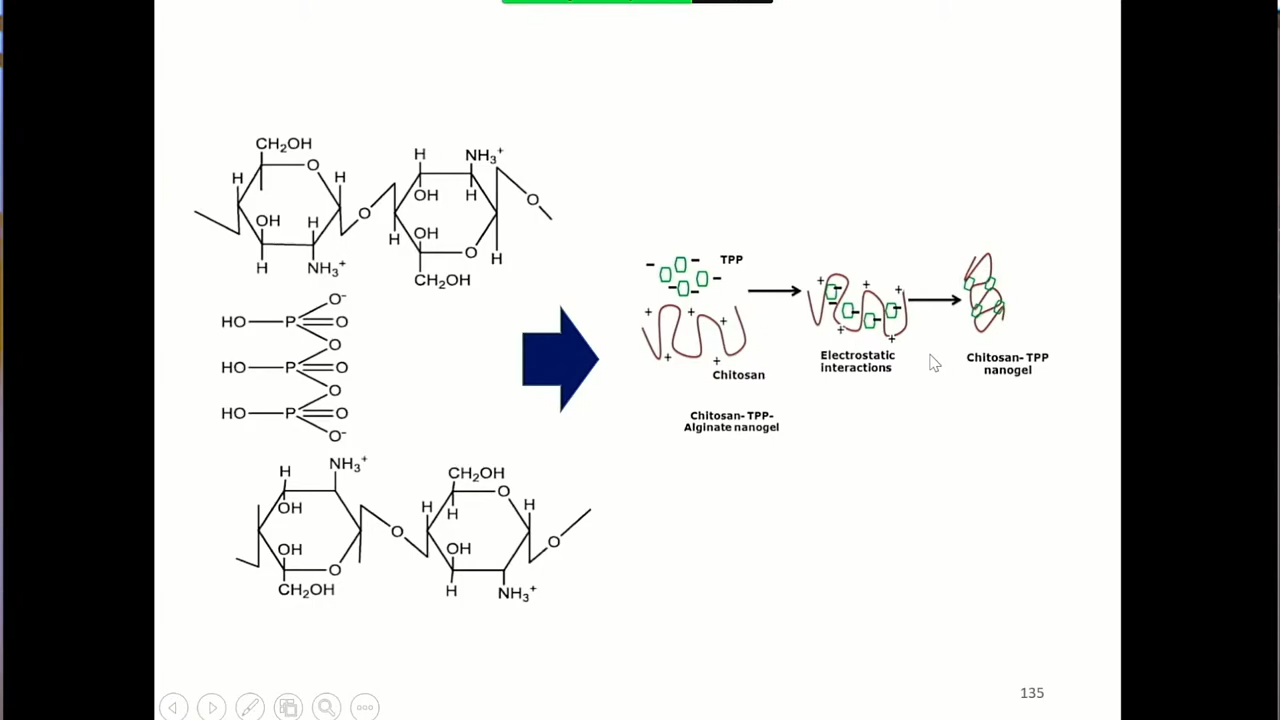 CH2OH
O
H
H
OH
H
H
NH3+
O
H
NH3+
OH
H
O
H
OH
O
H
CH2OH
O-
HO P O
O
HO P O
O
HO P O
O-
NH3+
H
OH
OH
O
CH2OH
O
CH2OH
O
H
H
H
OH
O
H
NH3+
- - TPP
-
- -
+ + +
+ +
Chitosan
Chitosan- TPP-
Alginate nanogel
+ + +
- - - - -
+ +
Electrostatic
interactions
Chitosan- TPP
nanogel
135